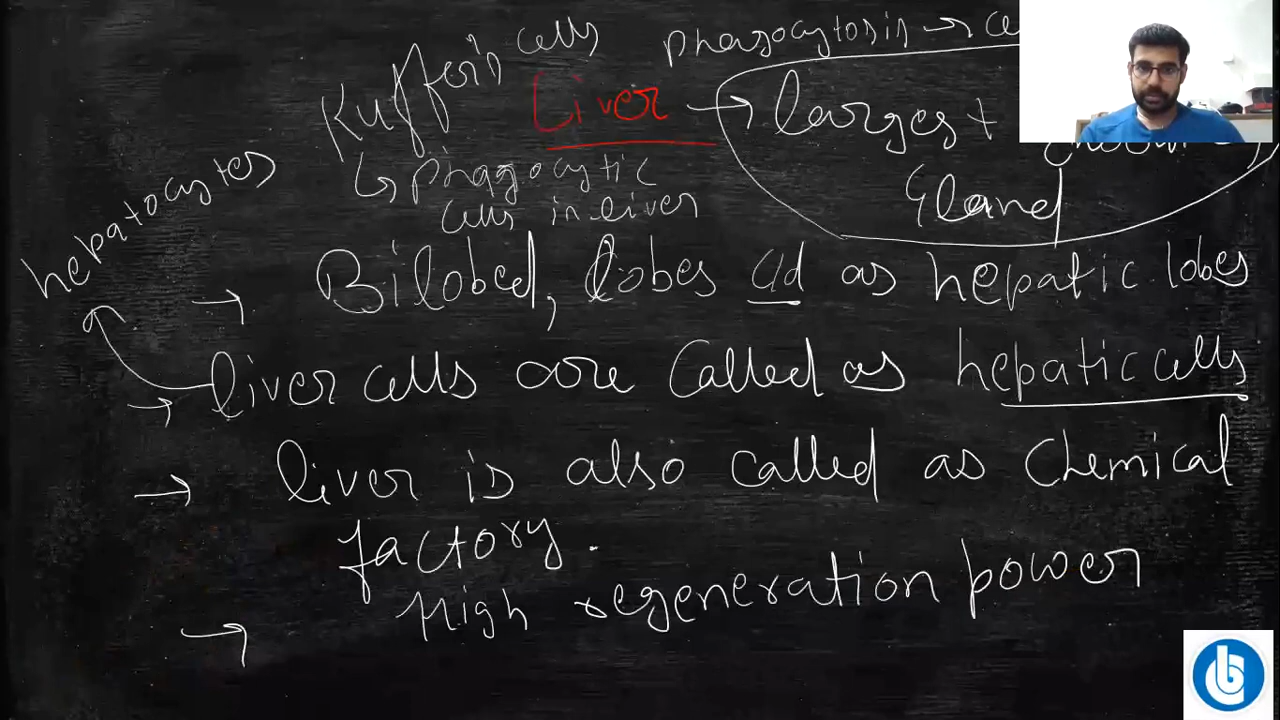 Kuffer's cells phagocytosis →
Liver → largest
↳ phagocytic
cells in liver
Gland
hepatocytes
→ Bilobed, lobes cld as hepatic lobes
→ liver cells are called as hepatic cells
→ liver is also called as chemical
factory.
→ High regeneration power